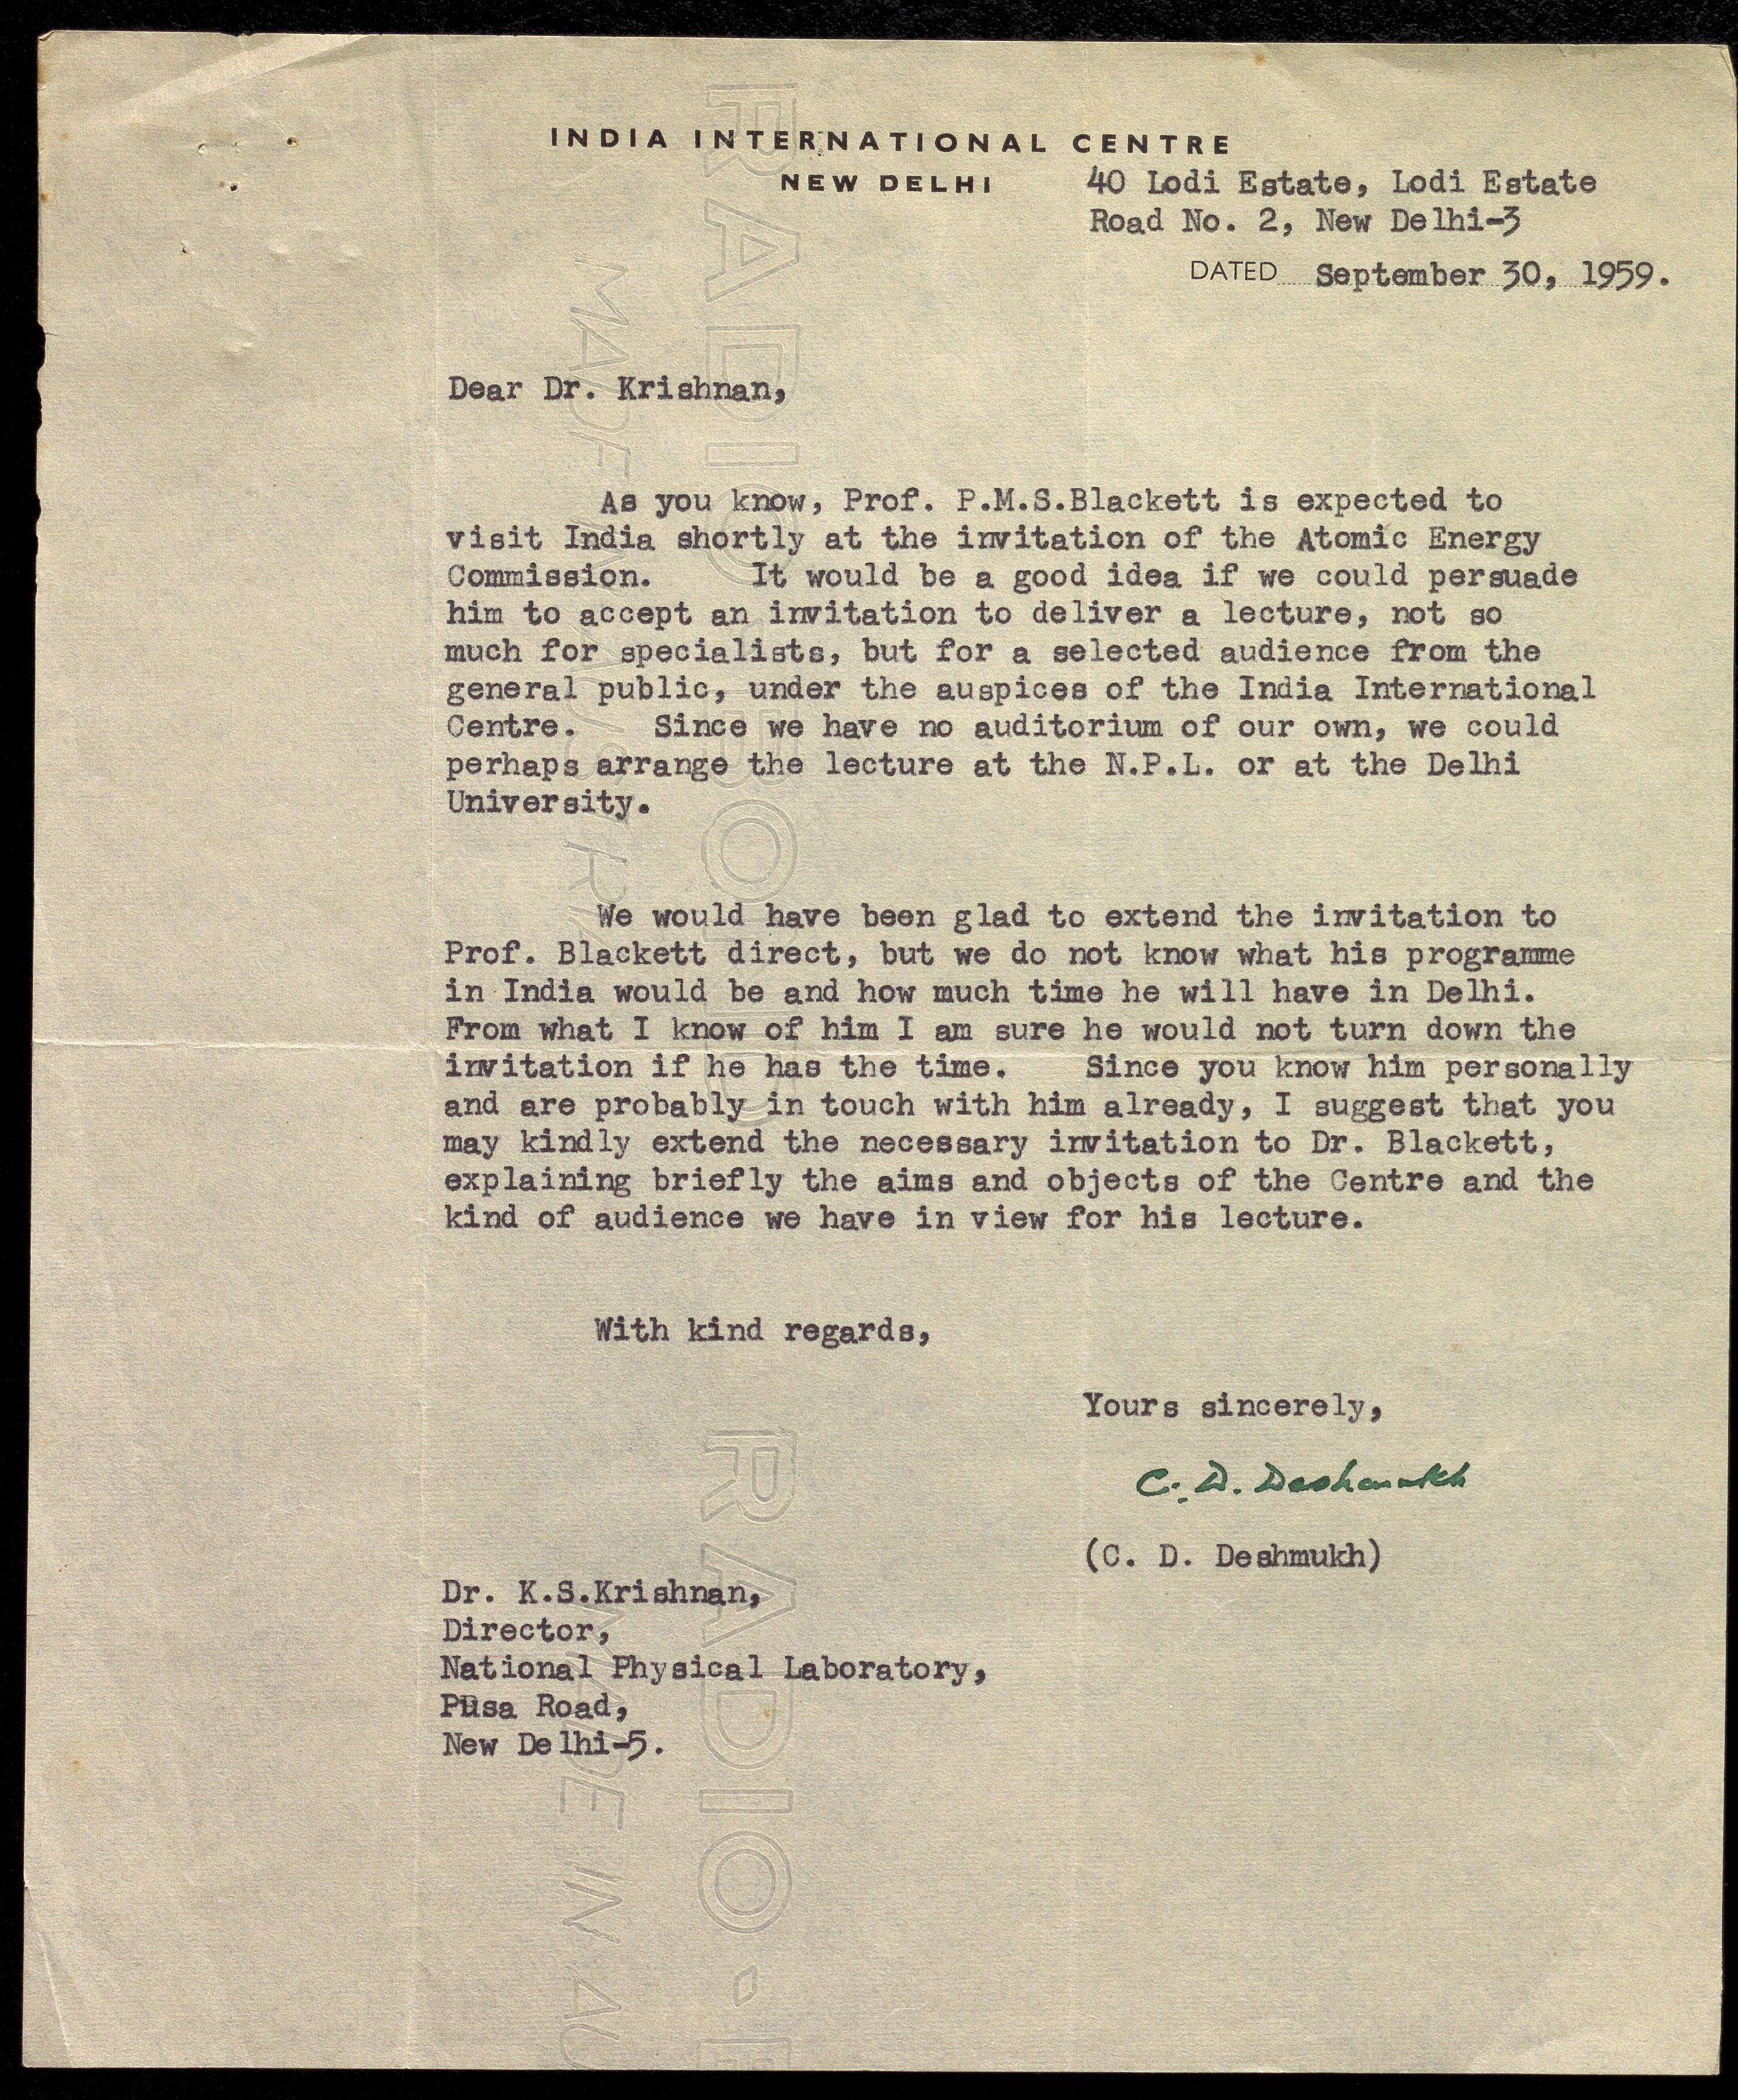 INDIA INTERNATIONAL CENTRE
NEW DELHI
40 Lodi Estate, Lodi Estate
Road No. 2, New Delhi-3
DATED September 30, 1959.
Dear Dr. Krishnan,
As you know, Prof. P.M.S.Blackett is expected to
visit India shortly at the invitation of the Atomic Energy
Commission. It would be a good idea if we could persuade
him to accept an invitation to deliver a lecture, not so
much for specialists, but for a selected audience from the
general public, under the auspices of the India International
Centre. Since we have no auditorium of our own, we could
perhaps arrange the lecture at the N.P.L. or at the Delhi
University.
We would have been glad to extend the invitation to
Prof. Blackett direct, but we do not know what his programme
in India would be and how much time he will have in Delhi.
From what I know of him I am sure he would not turn down the
invitation if he has the time. Since you know him personally
and are probably in touch with him already, I suggest that you
may kindly extend the necessary invitation to Dr. Blackett,
explaining briefly the aims and objects of the Centre and the
kind of audience we have in view for his lecture.
With kind regards,
Yours sincerely,
C. D. Deshmukh
(C. D. Deshmukh)
Dr. K.S.Krishnan,
Director,
National Physical Laboratory,
Pusa Road,
New Delhi-5.
RADIO
MADE
RADIO
MADE IN AU